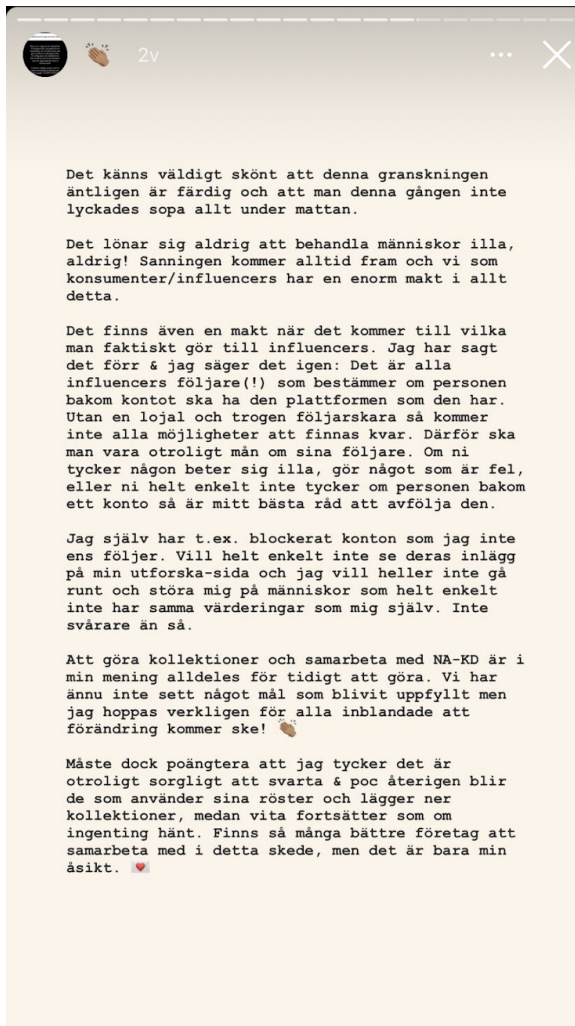 2v
Det känns väldigt skönt att denna granskningen
äntligen är färdig och att man denna gången inte
lyckades sopa allt under mattan.
Det lönar sig aldrig att behandla människor illa,
aldrig! Sanningen kommer alltid fram och vi som
konsumenter/influencers har en enorm makt i allt
detta.
Det finns även en makt när det kommer till vilka
man faktiskt gör till influencers. Jag har sagt
det förr & jag säger det igen: Det är alla
influencers följare(!) som bestämmer om personen
bakom kontot ska ha den plattformen som den har.
Utan en lojal och trogen följarskara så kommer
inte alla möjligheter att finnas kvar. Därför ska
man vara otroligt mån om sina följare. Om ni
tycker någon beter sig illa, gör något som är fel,
eller ni helt enkelt inte tycker om personen bakom
ett konto så är mitt bästa råd att avfölja den.
Jag själv har t.ex. blockerat konton som jag inte
ens följer. Vill helt enkelt inte se deras inlägg
på min utforska-sida och jag vill heller inte gå
runt och störa mig på människor som helt enkelt
inte har samma värderingar som mig själv. Inte
svårare än så.
Att göra kollektioner och samarbeta med NA-KD är i
min mening alldeles för tidigt att göra. Vi har
ännu inte sett något mål som blivit uppfyllt men
jag hoppas verkligen för alla inblandade att
förändring kommer ske! 👏🏽
Måste dock poängtera att jag tycker det är
otroligt sorgligt att svarta & poc återigen blir
de som använder sina röster och lägger ner
kollektioner, medan vita fortsätter som om
ingenting hänt. Finns så många bättre företag att
samarbeta med i detta skede, men det är bara min
åsikt. 💌